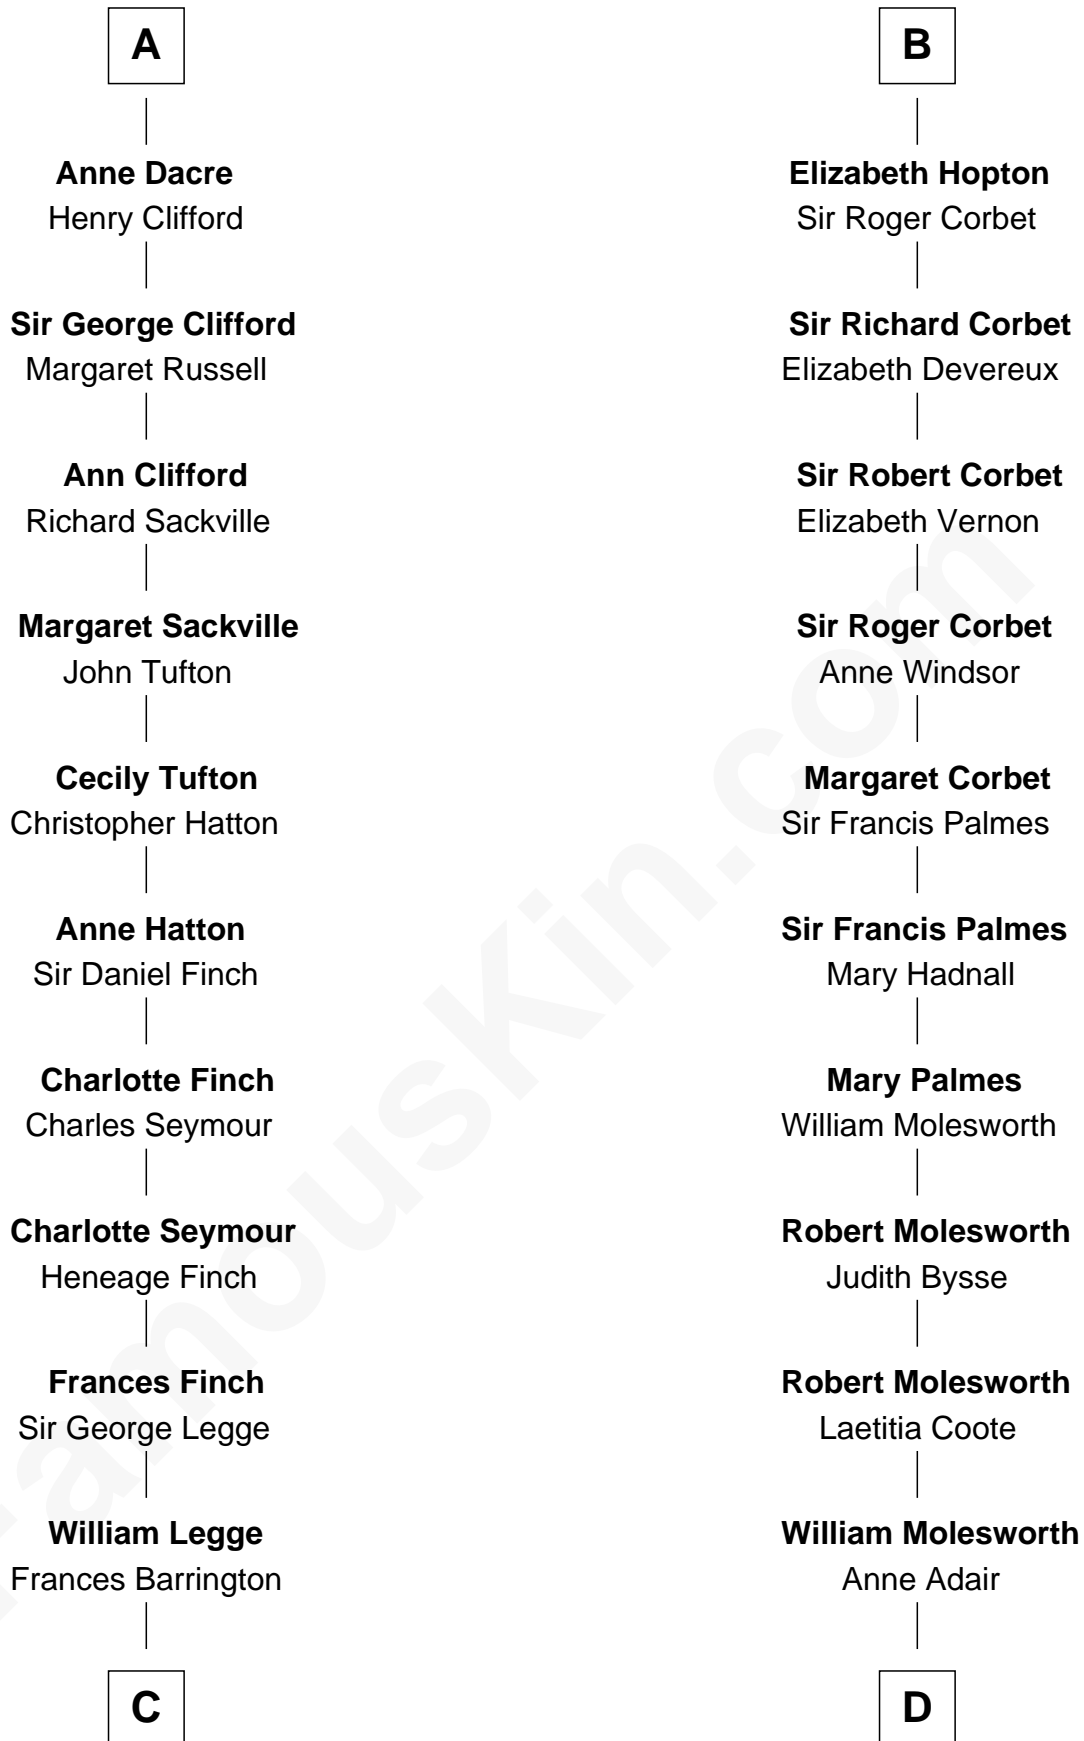 A
Anne Dacre
Henry Clifford
Sir George Clifford
Margaret Russell
Ann Clifford
Richard Sackville
Margaret Sackville
John Tufton
Cecily Tufton
Christopher Hatton
Anne Hatton
Sir Daniel Finch
Charlotte Finch
Charles Seymour
Charlotte Seymour
Heneage Finch
Frances Finch
Sir George Legge
William Legge
Frances Barrington
C
B
Elizabeth Hopton
Sir Roger Corbet
Sir Richard Corbet
Elizabeth Devereux
Sir Robert Corbet
Elizabeth Vernon
Sir Roger Corbet
Anne Windsor
Margaret Corbet
Sir Francis Palmes
Sir Francis Palmes
Mary Hadnall
Mary Palmes
William Molesworth
Robert Molesworth
Judith Bysse
Robert Molesworth
Laetitia Coote
William Molesworth
Anne Adair
D
FamousKin.com